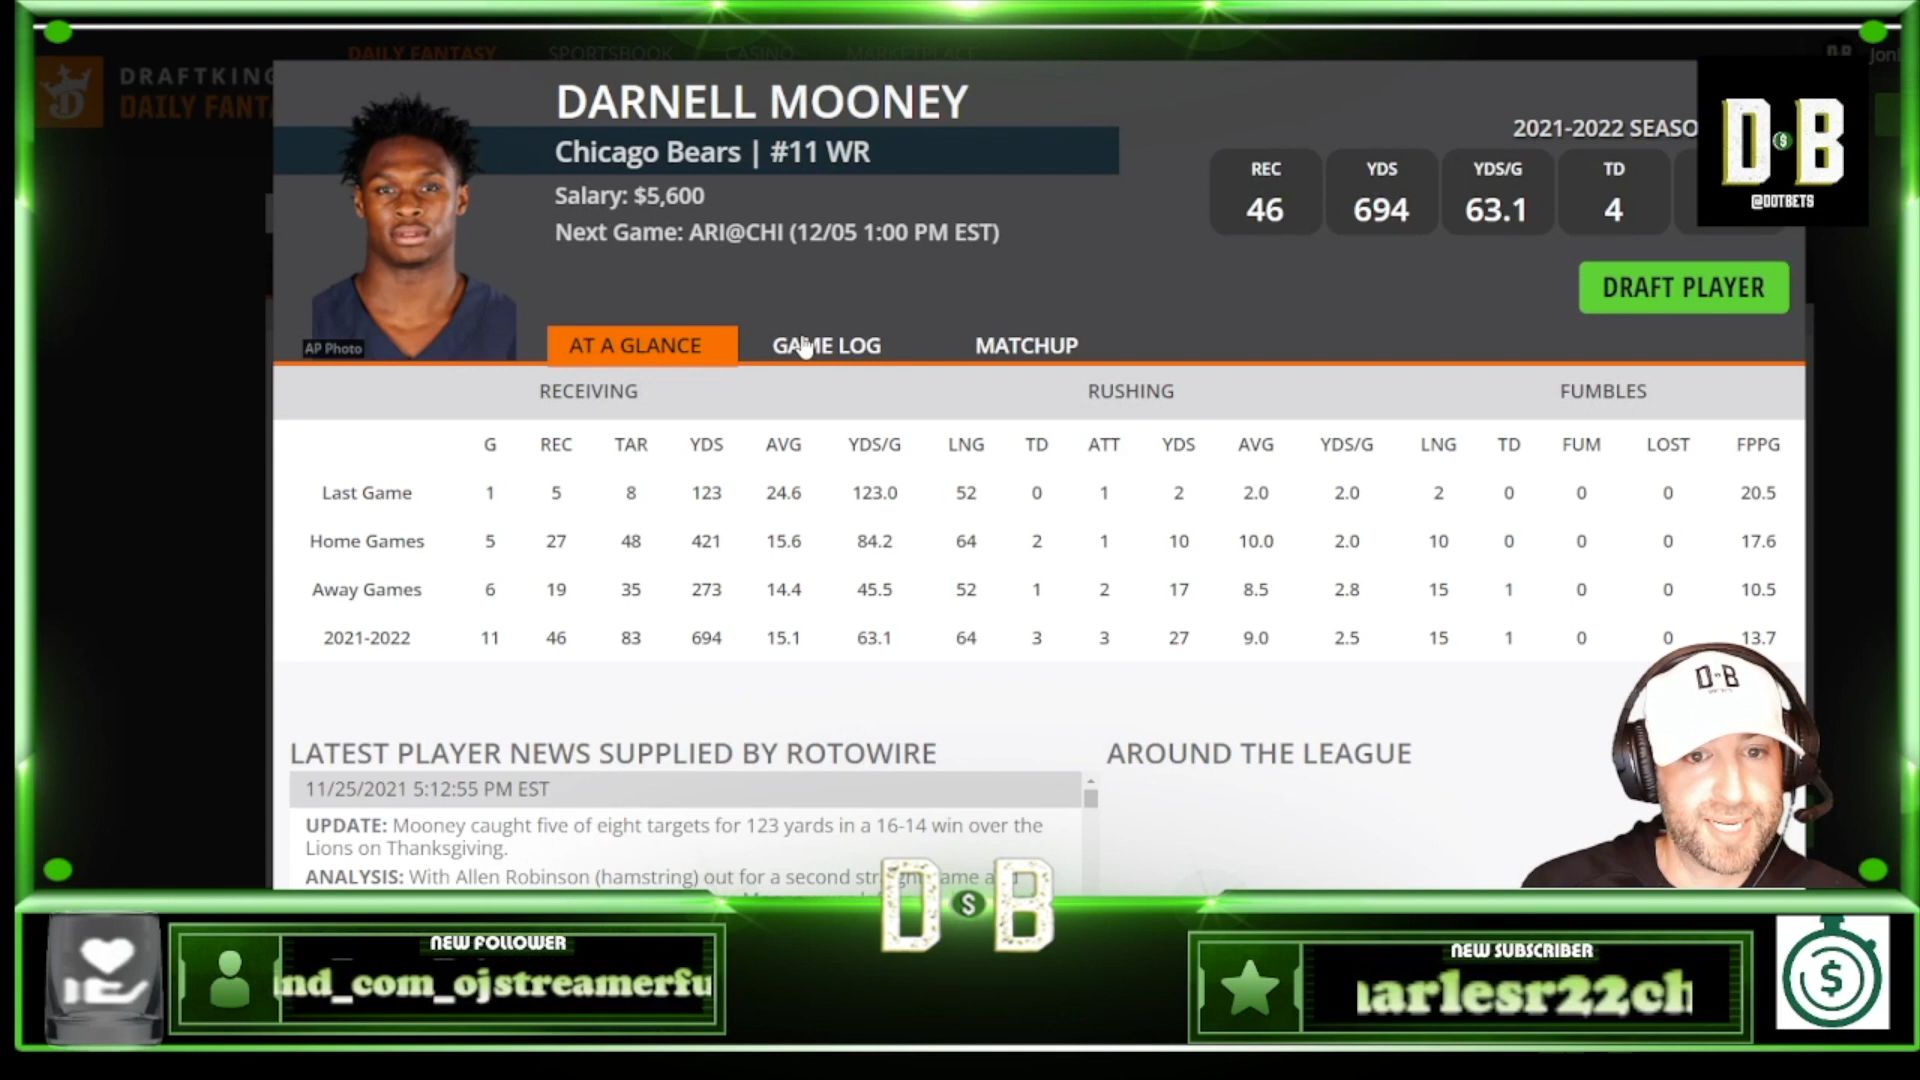 DAILY FANTASY SPORTSBOOK CASINO MARKETPLACE
DRAFTKING
DAILY FANTA
DARNELL MOONEY
Chicago Bears | #11 WR
Salary: $5,600
Next Game: ARI@CHI (12/05 1:00 PM EST)
AP Photo
2021-2022 SEASO
REC YDS YDS/G TD
46 694 63.1 4
D$B
@DOTBETS
DRAFT PLAYER
AT A GLANCE GAME LOG MATCHUP
RECEIVING RUSHING FUMBLES
G REC TAR YDS AVG YDS/G LNG TD ATT YDS AVG YDS/G LNG TD FUM LOST FPPG
Last Game 1 5 8 123 24.6 123.0 52 0 1 2 2.0 2.0 2 0 0 0 20.5
Home Games 5 27 48 421 15.6 84.2 64 2 1 10 10.0 2.0 10 0 0 0 17.6
Away Games 6 19 35 273 14.4 45.5 52 1 2 17 8.5 2.8 15 1 0 0 10.5
2021-2022 11 46 83 694 15.1 63.1 64 3 3 27 9.0 2.5 15 1 0 0 13.7
LATEST PLAYER NEWS SUPPLIED BY ROTOWIRE
AROUND THE LEAGUE
11/25/2021 5:12:55 PM EST
UPDATE: Mooney caught five of eight targets for 123 yards in a 16-14 win over the
Lions on Thanksgiving.
ANALYSIS: With Allen Robinson (hamstring) out for a second
D·B
D$B
NEW FOLLOWER
nd_com_ojstreamerfu
NEW SUBSCRIBER
arlesr22ch
$